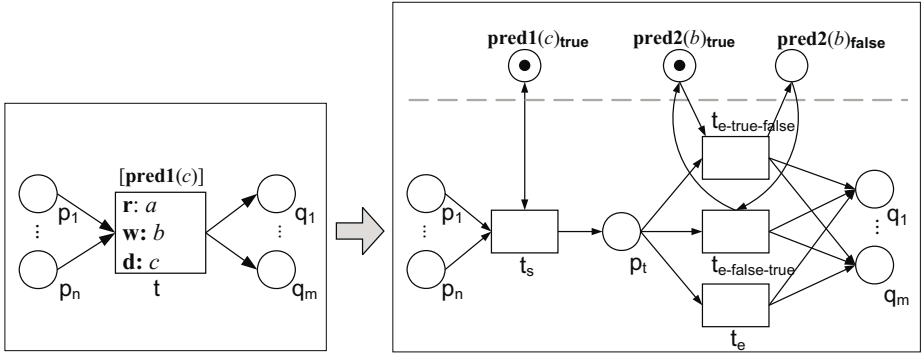 [pred1(c)]
p1
⋮
pn
r: a
w: b
d: c
t
q1
⋮
qm
pred1(c)true
pred2(b)true
pred2(b)false
te-true-false
p1
⋮
pn
ts
pt
te-false-true
te
q1
⋮
qm